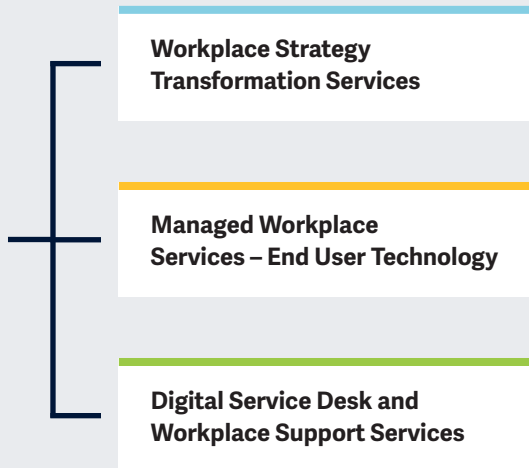 Workplace Strategy
Transformation Services
Managed Workplace
Services – End User Technology
Digital Service Desk and
Workplace Support Services